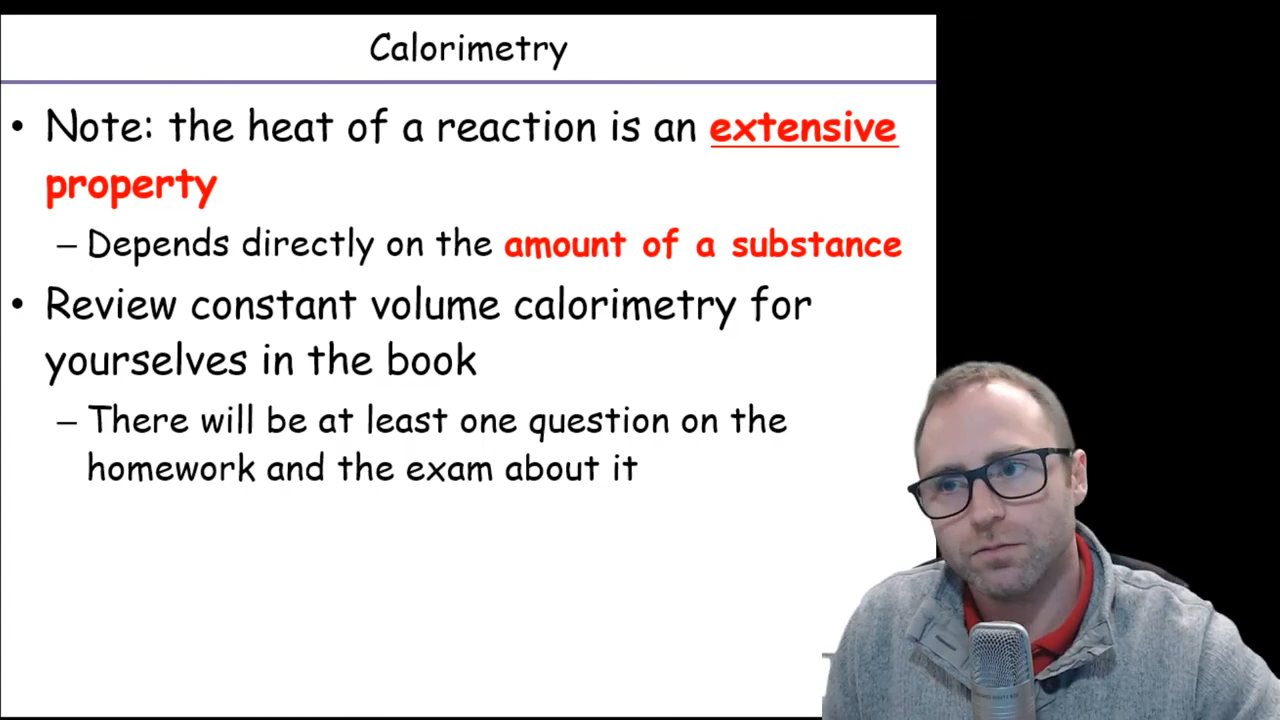 Calorimetry
• Note: the heat of a reaction is an extensive
property
– Depends directly on the amount of a substance
• Review constant volume calorimetry for
yourselves in the book
– There will be at least one question on the
homework and the exam about it